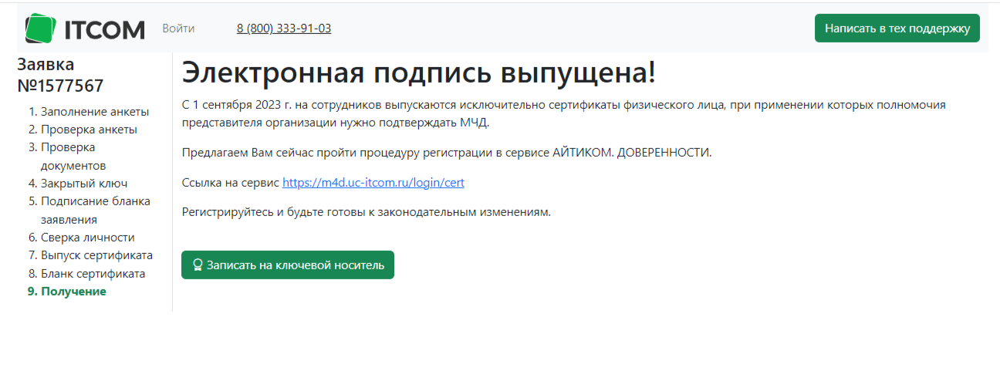 ITCOM Войти 8 (800) 333-91-03 Написать в тех поддержку
Заявка
№1577567
1. Заполнение анкеты
2. Проверка анкеты
3. Проверка
документов
4. Закрытый ключ
5. Подписание бланка
заявления
6. Сверка личности
7. Выпуск сертификата
8. Бланк сертификата
9. Получение
Электронная подпись выпущена!
С 1 сентября 2023 г. на сотрудников выпускаются исключительно сертификаты физического лица, при применении которых полномочия
представителя организации нужно подтверждать МЧД.
Предлагаем Вам сейчас пройти процедуру регистрации в сервисе АЙТИКОМ. ДОВЕРЕННОСТИ.
Ссылка на сервис https://m4d.uc-itcom.ru/login/cert
Регистрируйтесь и будьте готовы к законодательным изменениям.
Записать на ключевой носитель